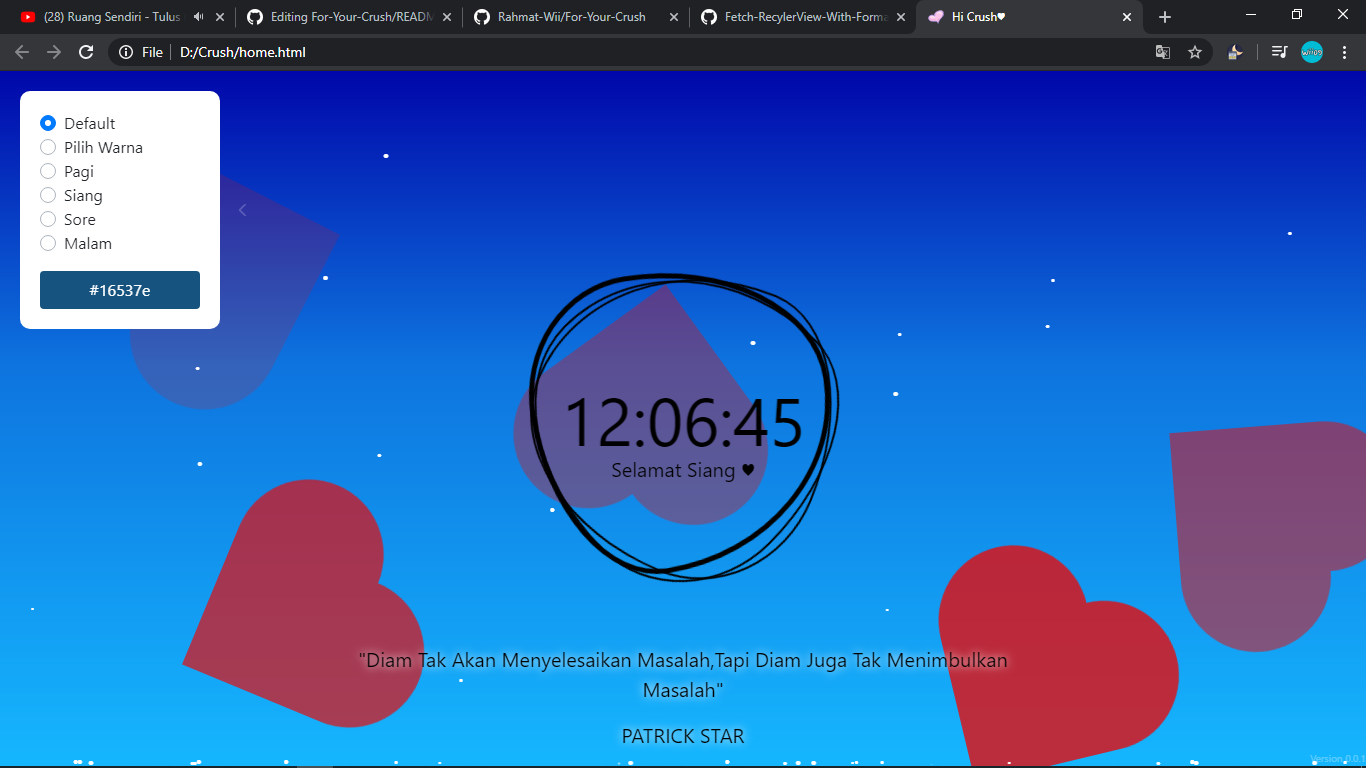 (28) Ruang Sendiri - Tulus
Editing For-Your-Crush/READM
Rahmat-Wii/For-Your-Crush
Fetch-RecylerView-With-Forma
Hi Crush♥
File
D:/Crush/home.html
Default
Pilih Warna
Pagi
Siang
Sore
Malam
#16537e
12:06:45
Selamat Siang ♥
"Diam Tak Akan Menyelesaikan Masalah,Tapi Diam Juga Tak Menimbulkan
Masalah"
PATRICK STAR